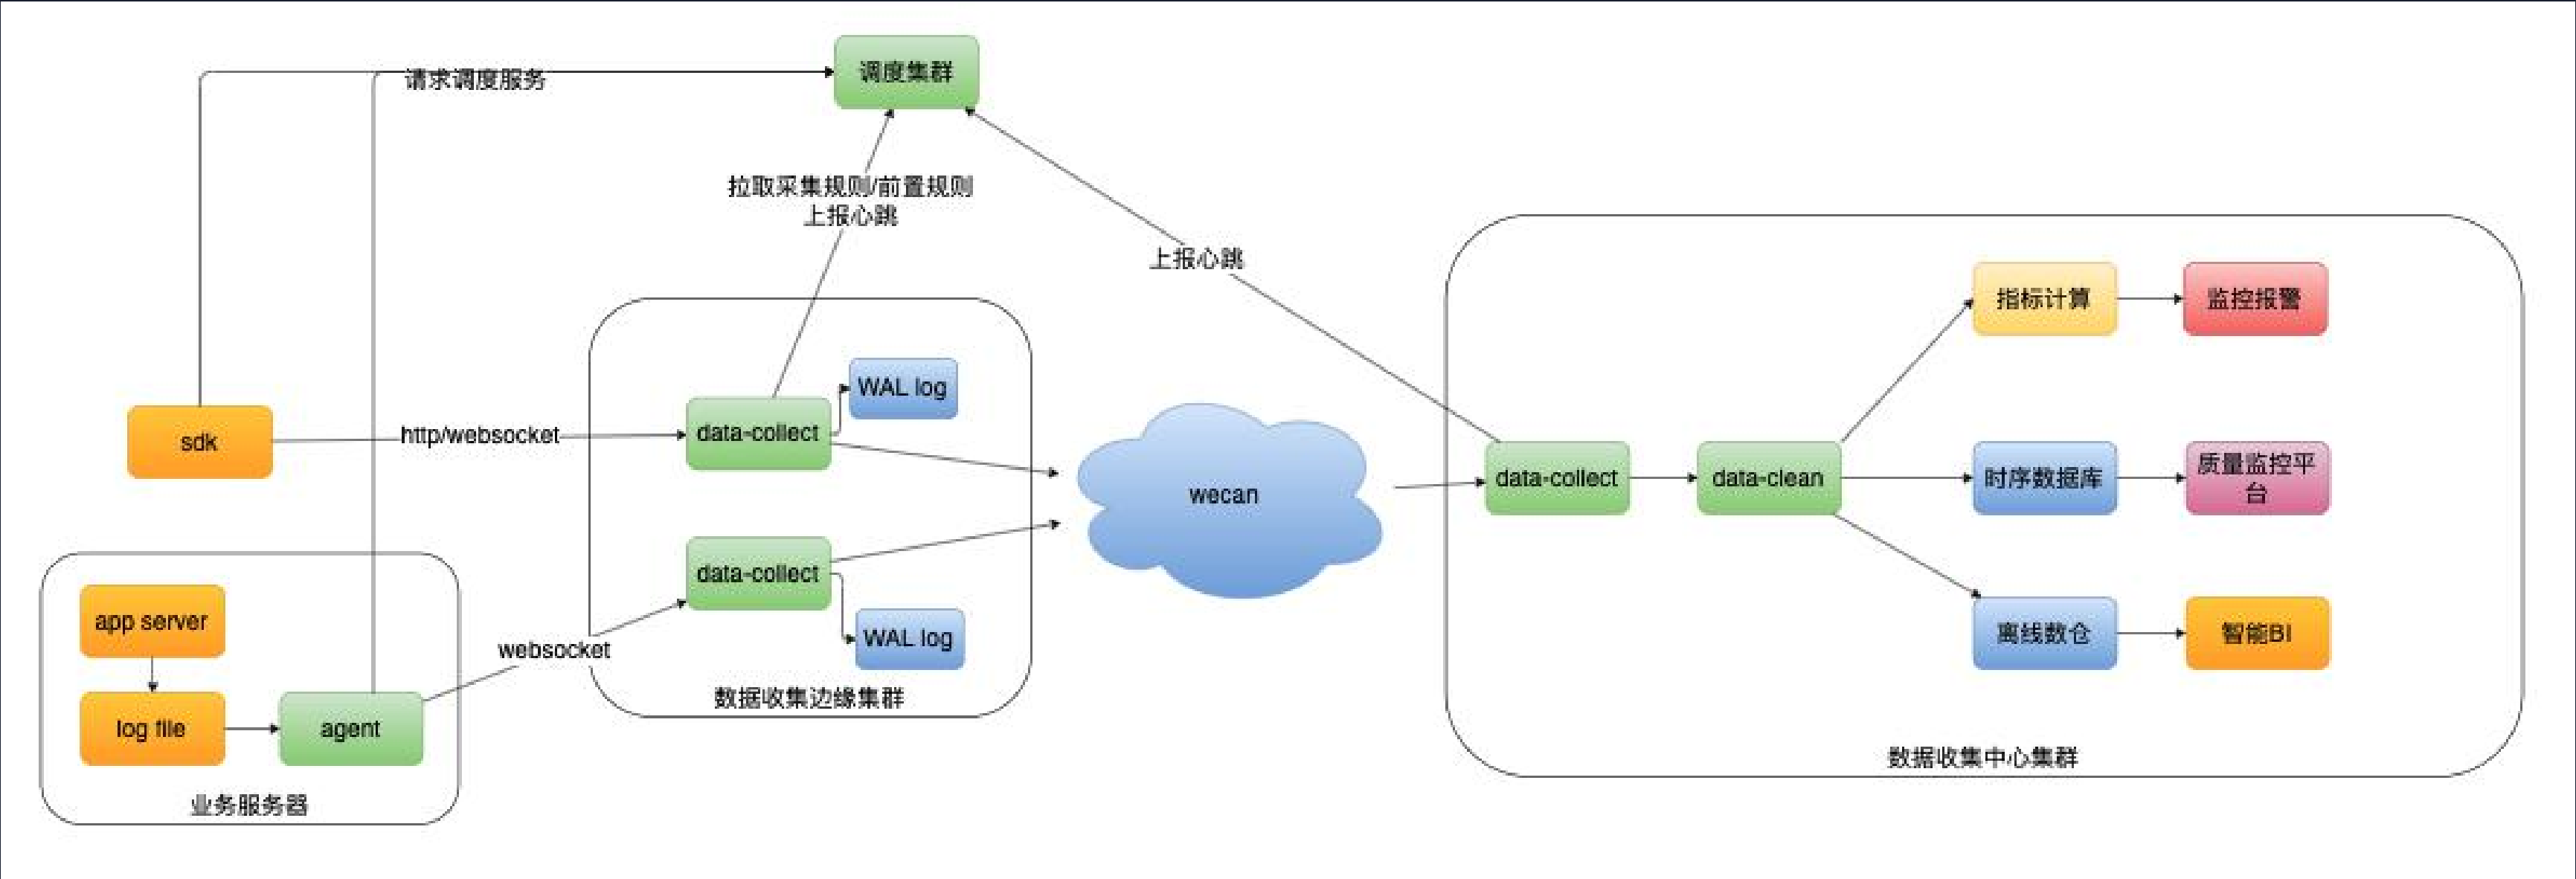 调度集群
请求调度服务
拉取采集规则/前置规则
上报心跳
上报心跳
sdk
http/websocket
data-collect
WAL log
data-collect
WAL log
数据收集边缘集群
app server
log file
agent
业务服务器
websocket
wecan
data-collect
data-clean
指标计算
监控报警
时序数据库
质量监控平
台
离线数仓
智能BI
数据收集中心集群